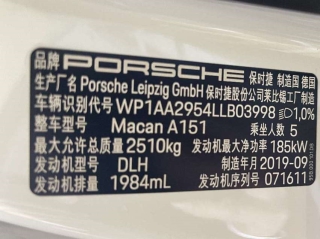 品牌 PORSCHE 保时捷 制造国 德国
生产厂名 Porsche Leipzig GmbH 保时捷股份公司莱比锡工厂制造
车辆识别代号 WP1AA2954LLB03998 1,0%
整车型号 Macan A151 乘坐人数 5
最大允许总质量 2510kg 发动机最大净功率 185kW
发动机型号 DLH 制造年月 2019-09
发动机排量 1984mL 发动机序列号 071611